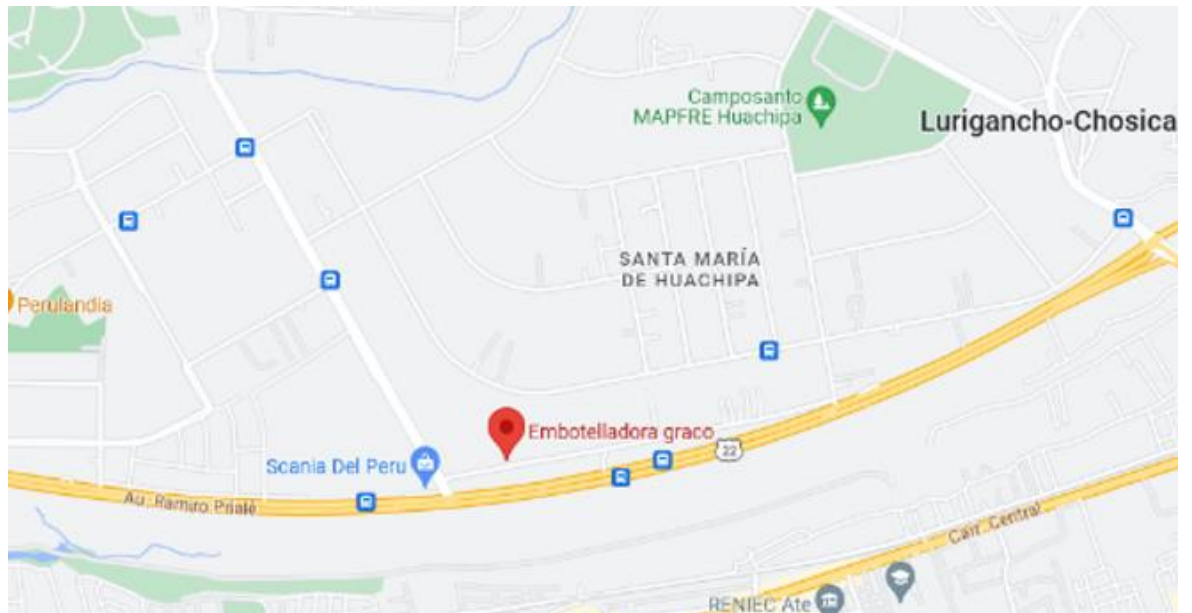 Camposanto
MAPFRE Huachipa
Lurigancho-Chosica
SANTA MARÍA
DE HUACHIPA
Perulandia
Embotelladora graco
Scania Del Peru
22
Au. Ramiro Prialé
Carr. Central
RENIEC Ate